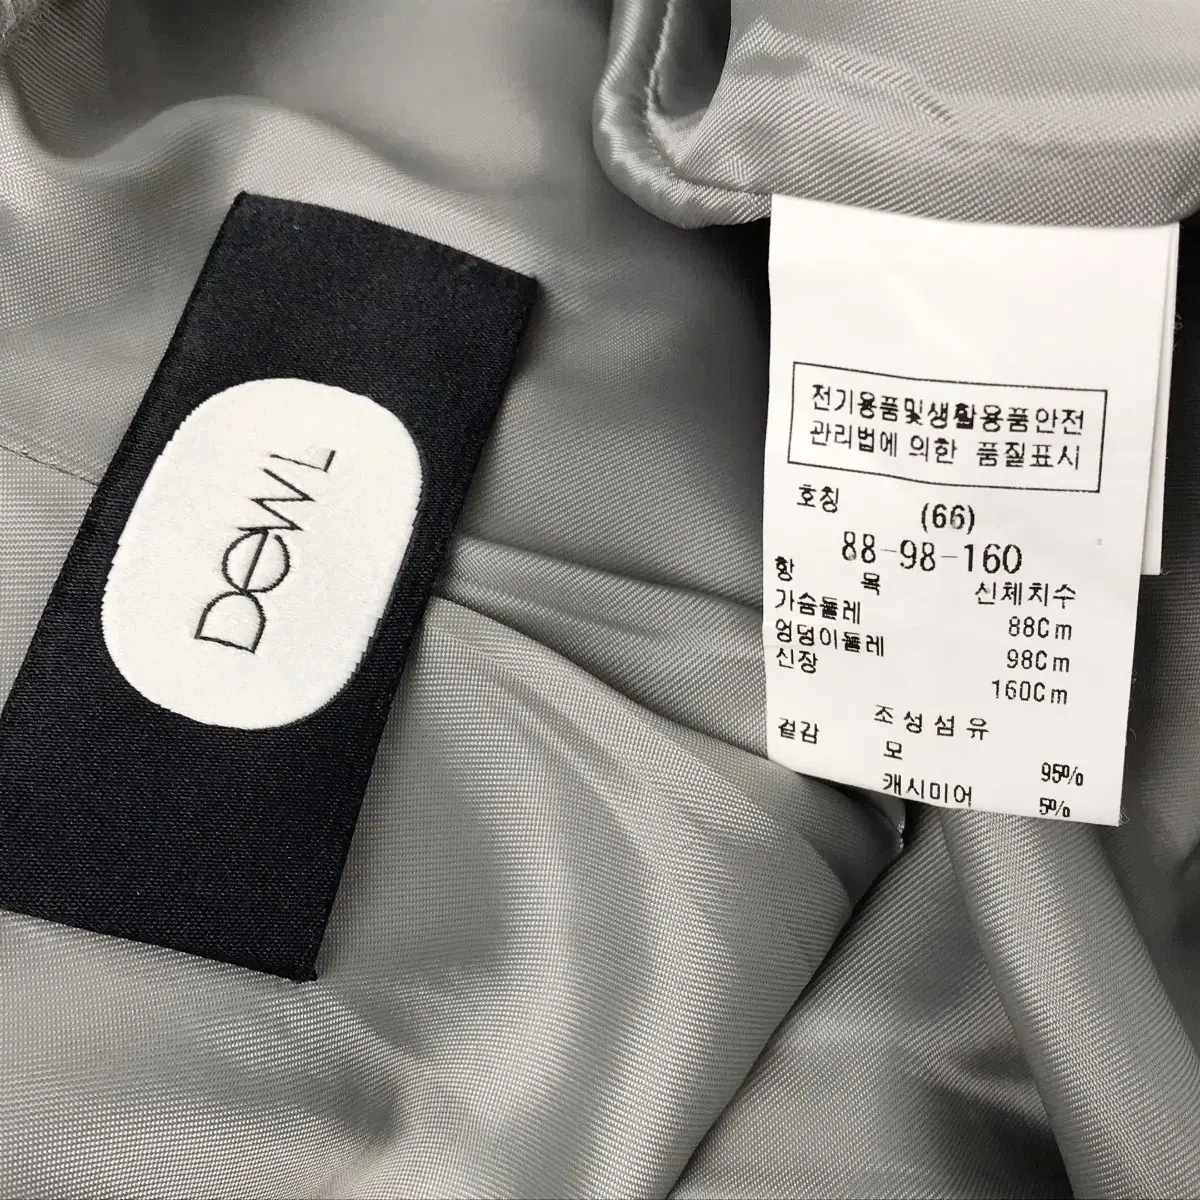 DEWL
전기용품및생활용품안전
관리법에 의한 품질표시
호칭 (66)
88-98-160
항 목 신체치수
가슴둘레 88Cm
엉덩이둘레 98Cm
신장 160Cm
조성섬유
겉감 모 95%
캐시미어 5%